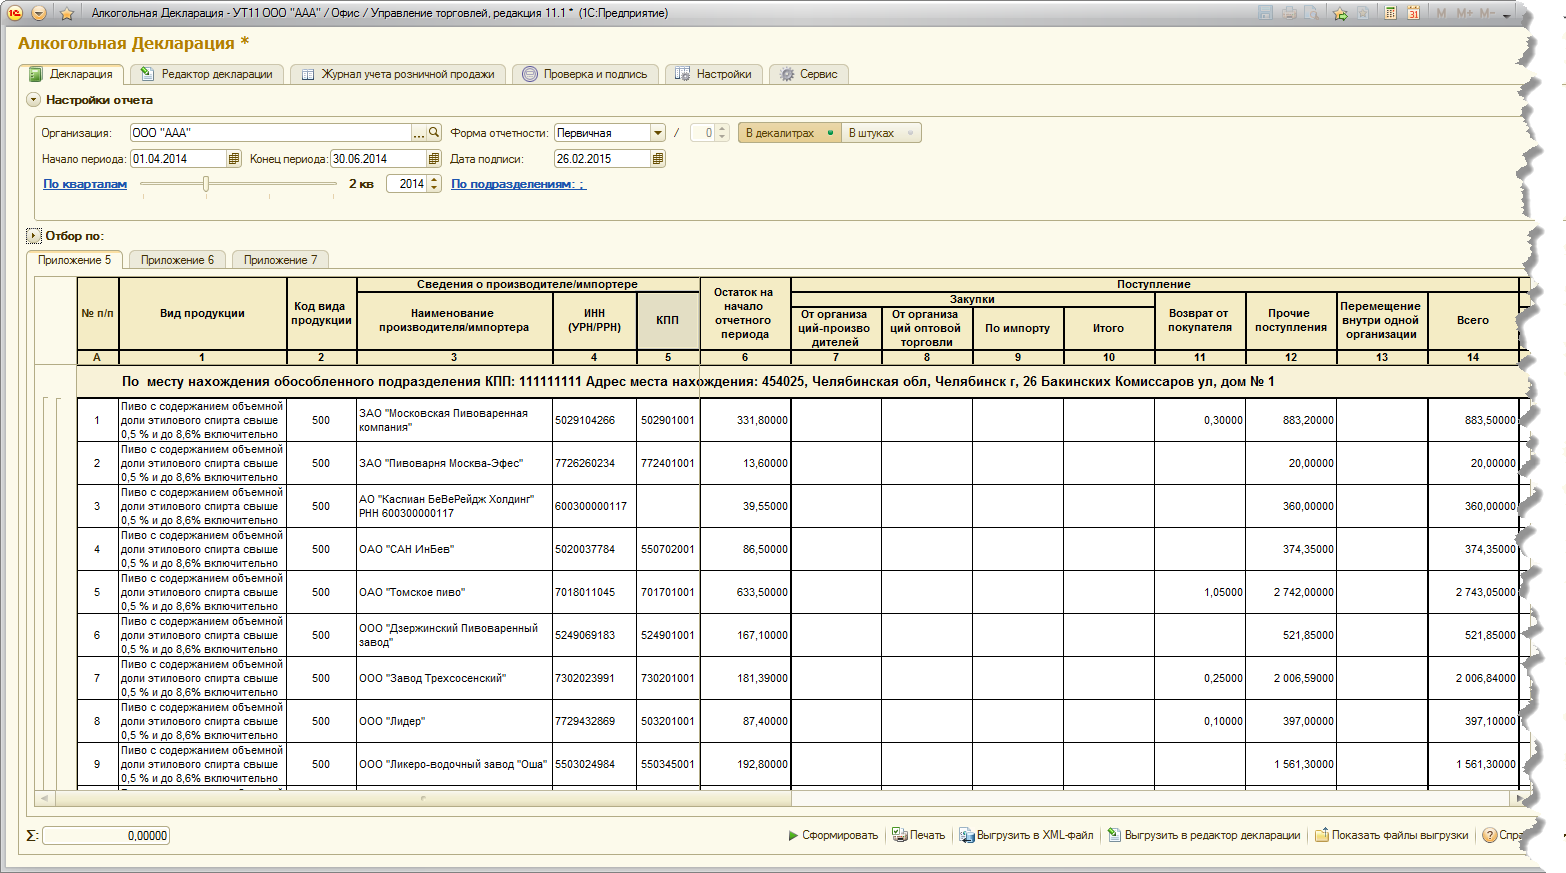 Алкогольная Декларация - УТ11 ООО "ААА" / Офис / Управление торговлей, редакция 11.1 * (1С:Предприятие)
M M+ M-
Алкогольная Декларация *
Декларация Редактор декларации Журнал учета розничной продажи Проверка и подпись Настройки Сервис
Настройки отчета
Организация: ООО "ААА" ... Форма отчетности: Первичная / 0 В декалитрах В штуках
Начало периода: 01.04.2014 Конец периода: 30.06.2014 Дата подписи: 26.02.2015
По кварталам 2 кв 2014 По подразделениям: ;
Отбор по:
Приложение 5 Приложение 6 Приложение 7
№ п/п Вид продукции Код вида продукции Сведения о производителе/импортере Остаток на начало отчетного периода Поступление
Наименование производителя/импортера ИНН (УРН/РРН) КПП Закупки Возврат от покупателя Прочие поступления Перемещение внутри одной организации Всего
От организа ций-произво дителей От организа ций оптовой торговли По импорту Итого
А 1 2 3 4 5 6 7 8 9 10 11 12 13 14
По месту нахождения обособленного подразделения КПП: 111111111 Адрес места нахождения: 454025, Челябинская обл, Челябинск г, 26 Бакинских Комиссаров ул, дом № 1
1 Пиво с содержанием объемной доли этилового спирта свыше 0,5 % и до 8,6% включительно 500 ЗАО "Московская Пивоваренная компания" 5029104266 502901001 331,80000 0,30000 883,20000 883,50000
2 Пиво с содержанием объемной доли этилового спирта свыше 0,5 % и до 8,6% включительно 500 ЗАО "Пивоварня Москва-Эфес" 7726260234 772401001 13,60000 20,00000 20,00000
3 Пиво с содержанием объемной доли этилового спирта свыше 0,5 % и до 8,6% включительно 500 АО "Каспиан БеВеРейдж Холдинг" РНН 600300000117 600300000117 39,55000 360,00000 360,00000
4 Пиво с содержанием объемной доли этилового спирта свыше 0,5 % и до 8,6% включительно 500 ОАО "САН ИнБев" 5020037784 550702001 86,50000 374,35000 374,35000
5 Пиво с содержанием объемной доли этилового спирта свыше 0,5 % и до 8,6% включительно 500 ОАО "Томское пиво" 7018011045 701701001 633,50000 1,05000 2 742,00000 2 743,05000
6 Пиво с содержанием объемной доли этилового спирта свыше 0,5 % и до 8,6% включительно 500 ООО "Дзержинский Пивоваренный завод" 5249069183 524901001 167,10000 521,85000 521,85000
7 Пиво с содержанием объемной доли этилового спирта свыше 0,5 % и до 8,6% включительно 500 ООО "Завод Трехсосенский" 7302023991 730201001 181,39000 0,25000 2 006,59000 2 006,84000
8 Пиво с содержанием объемной доли этилового спирта свыше 0,5 % и до 8,6% включительно 500 ООО "Лидер" 7729432869 503201001 87,40000 0,10000 397,00000 397,10000
9 Пиво с содержанием объемной доли этилового спирта свыше 0,5 % и до 8,6% включительно 500 ООО "Ликеро-водочный завод "Оша" 5503024984 550345001 192,80000 1 561,30000 1 561,30000
Σ: 0,00000 Сформировать Печать Выгрузить в XML-файл Выгрузить в редактор декларации Показать файлы выгрузки